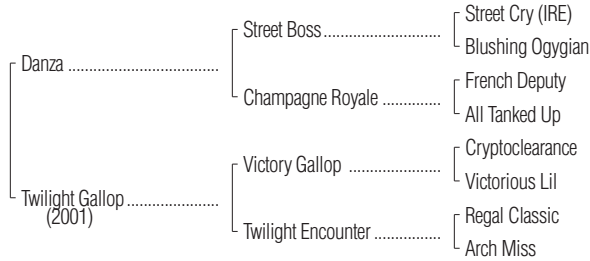 Street Cry (IRE)
Street Boss..............................
Blushing Ogygian
Danza ......................................
French Deputy
Champagne Royale ...............
All Tanked Up
Cryptoclearance
Victory Gallop ........................
Victorious Lil
Twilight Gallop ........................
(2001)
Regal Classic
Twilight Encounter .................
Arch Miss